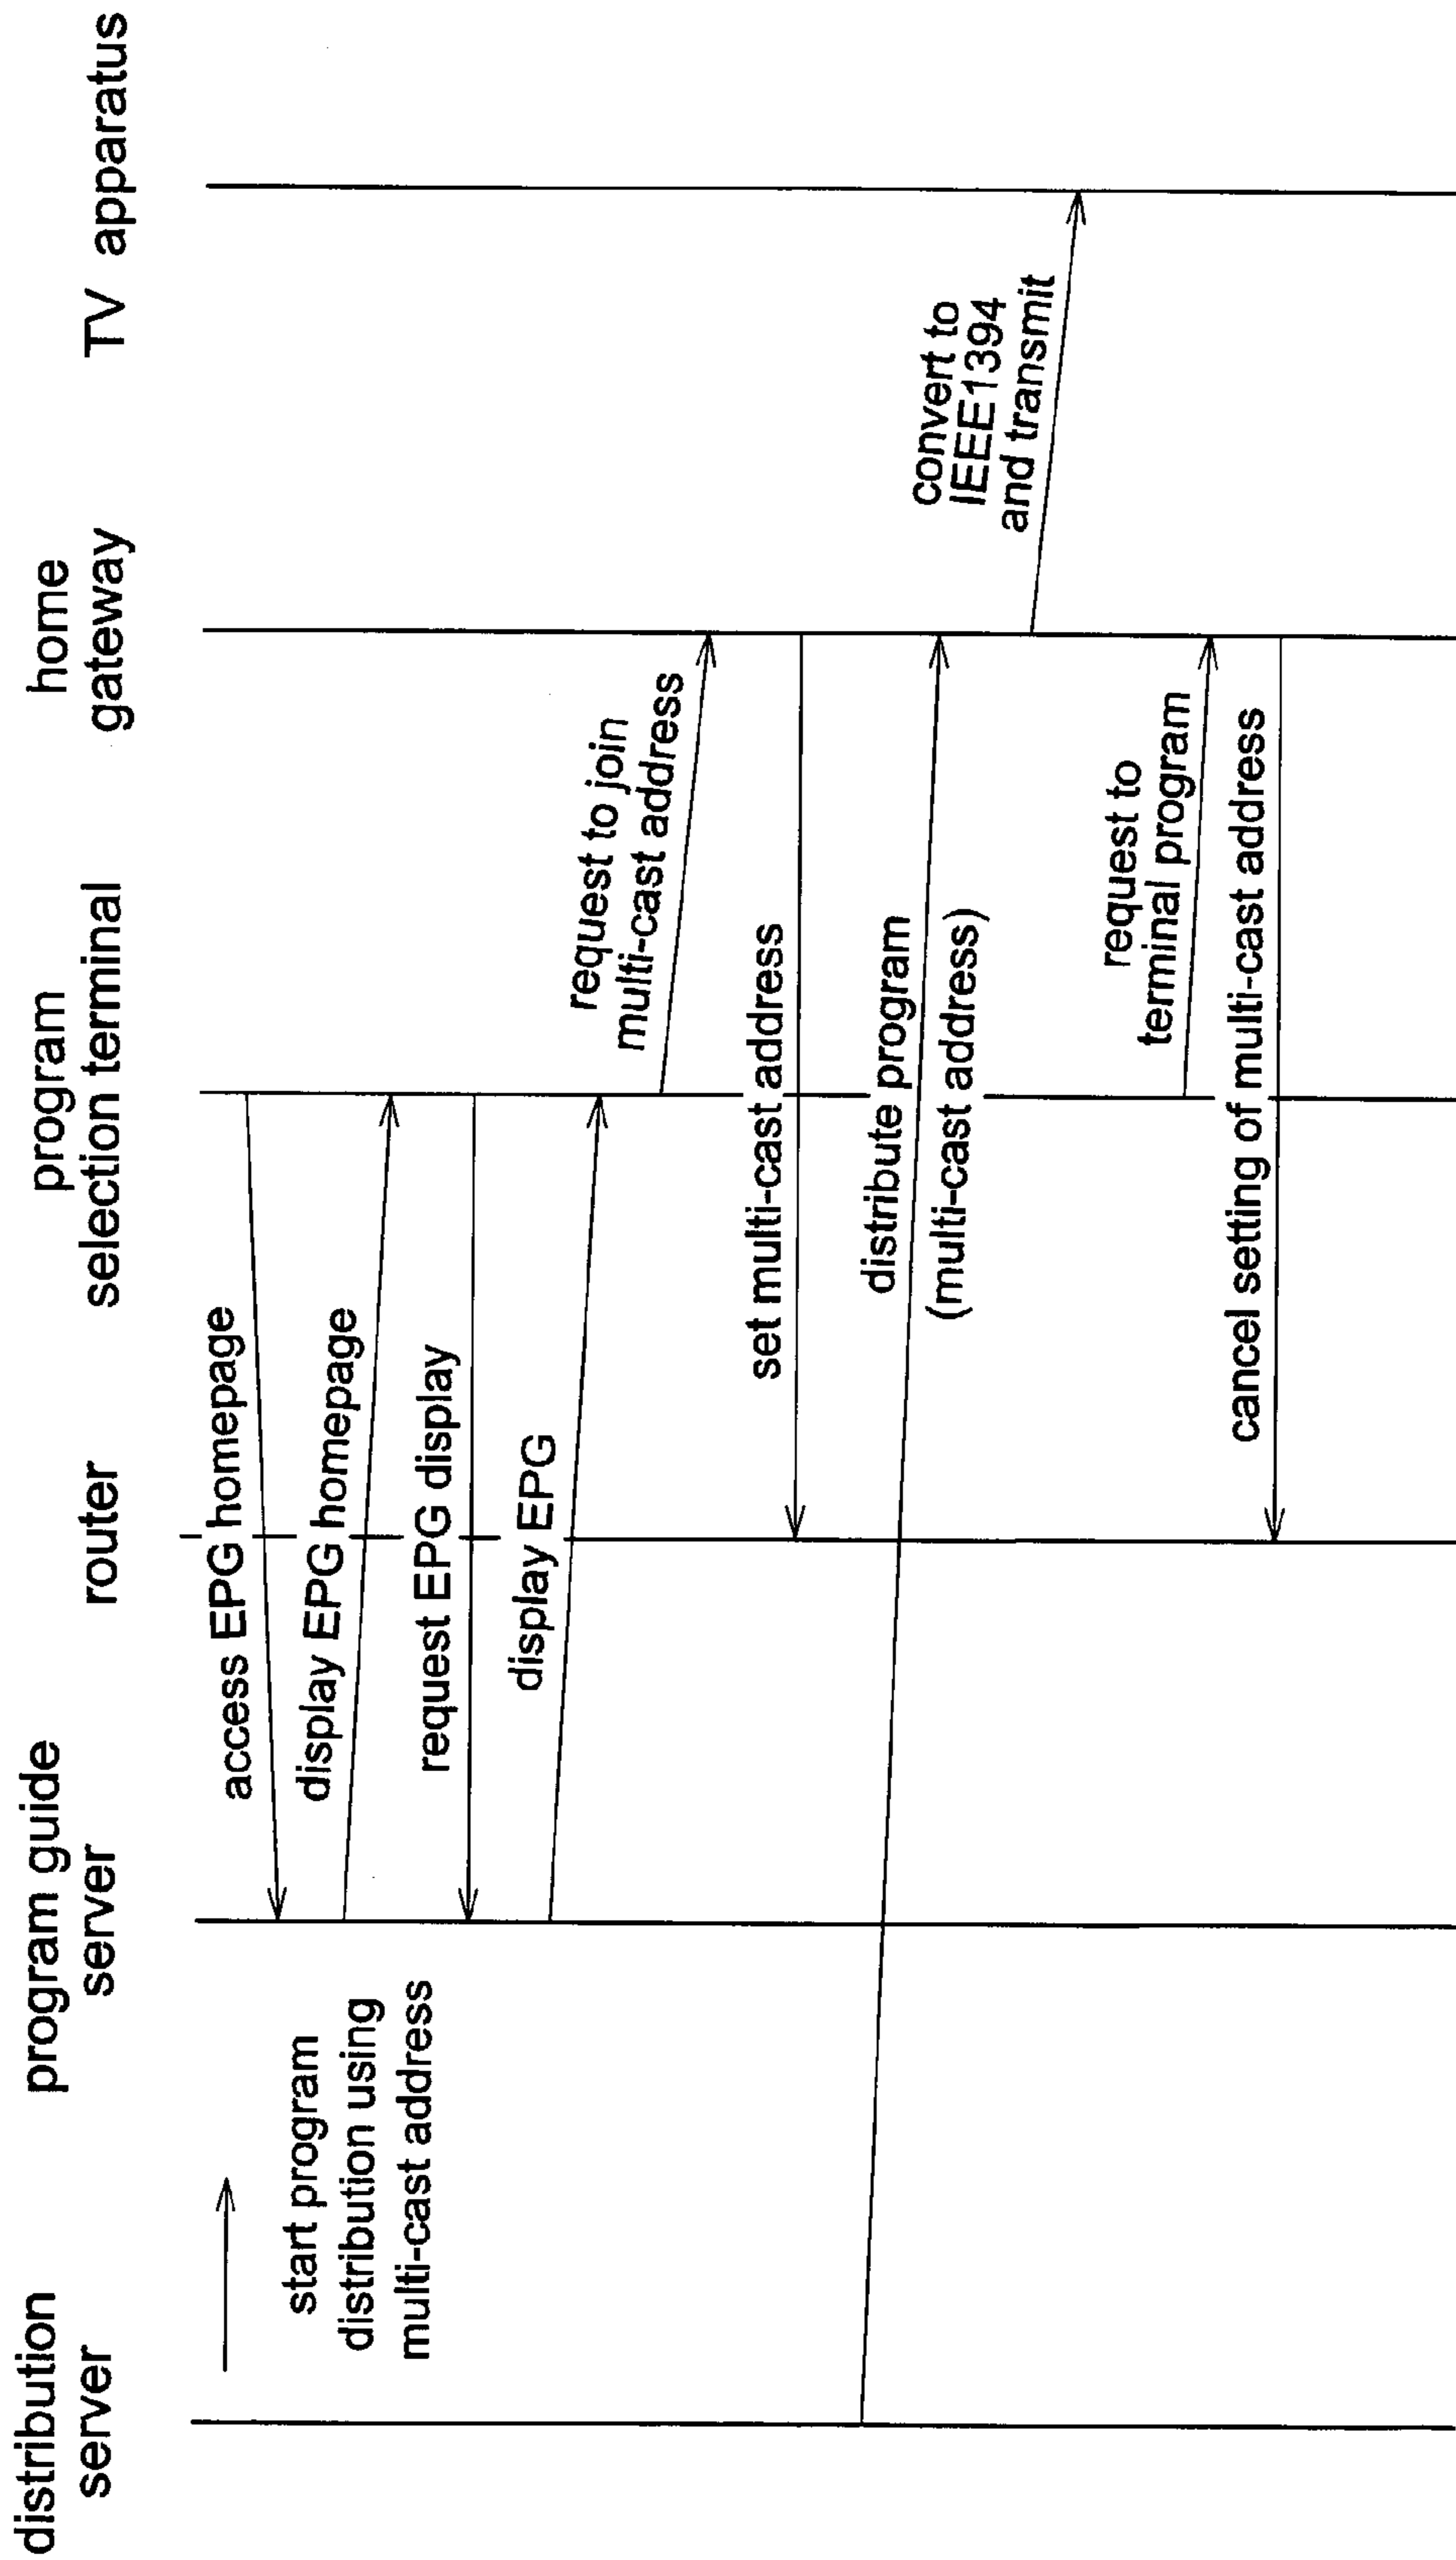 distribution
server
program guide
server
router
program
selection terminal
home
gateway
TV apparatus
start program
distribution using
multi-cast address
access EPG homepage
display EPG homepage
request EPG display
display EPG
request to join
multi-cast address
set multi-cast address
distribute program
(multi-cast address)
convert to
IEEE1394
and transmit
request to
terminal program
cancel setting of multi-cast address